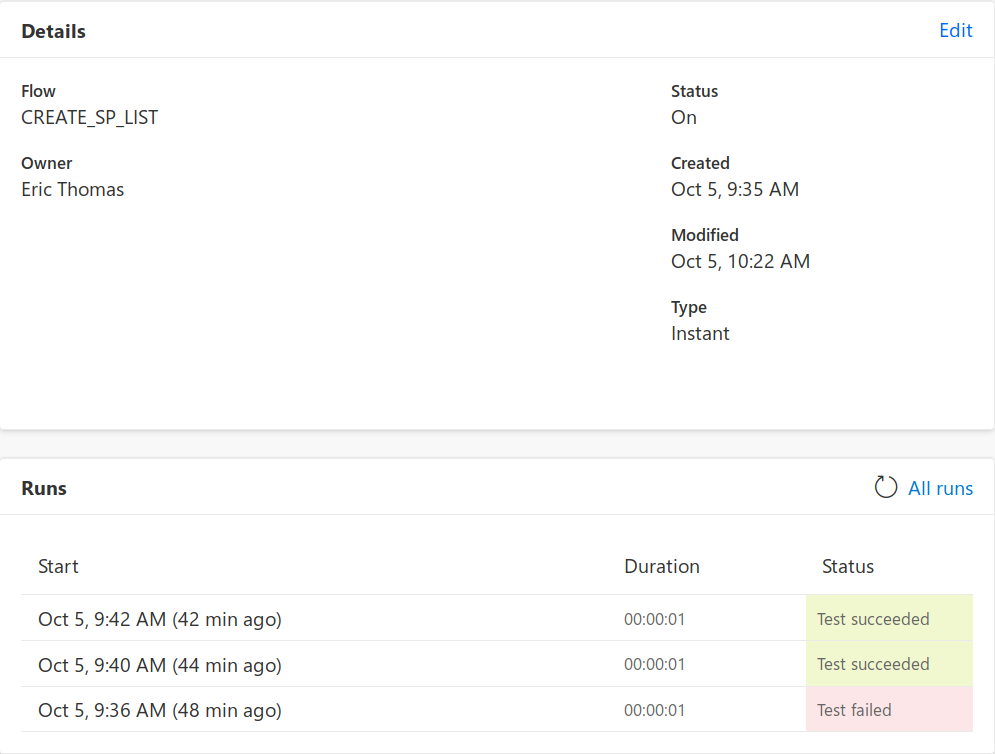 Details
Edit
Flow
CREATE_SP_LIST
Owner
Eric Thomas
Status
On
Created
Oct 5, 9:35 AM
Modified
Oct 5, 10:22 AM
Type
Instant
Runs
All runs
Start Duration Status
Oct 5, 9:42 AM (42 min ago) 00:00:01 Test succeeded
Oct 5, 9:40 AM (44 min ago) 00:00:01 Test succeeded
Oct 5, 9:36 AM (48 min ago) 00:00:01 Test failed